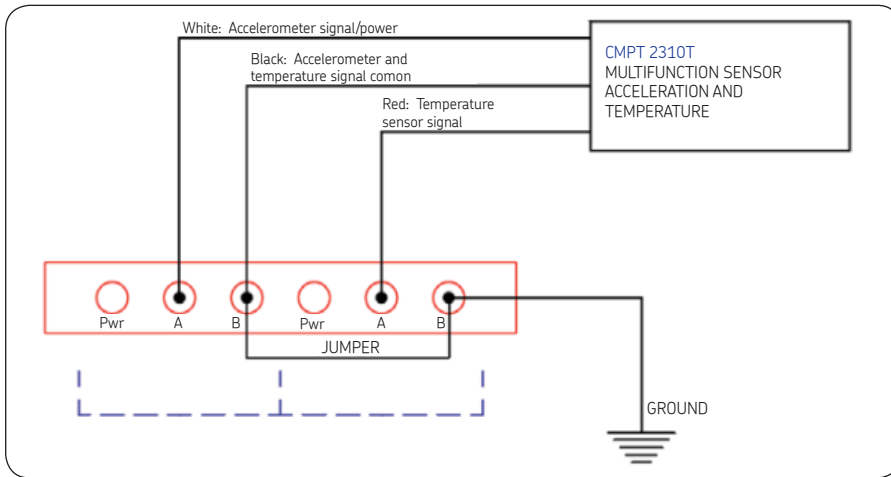 White: Accelerometer signal/power
Black: Accelerometer and
temperature signal comon
Red: Temperature
sensor signal
CMPT 2310T
MULTIFUNCTION SENSOR
ACCELERATION AND
TEMPERATURE
Pwr A B Pwr A B
JUMPER
GROUND